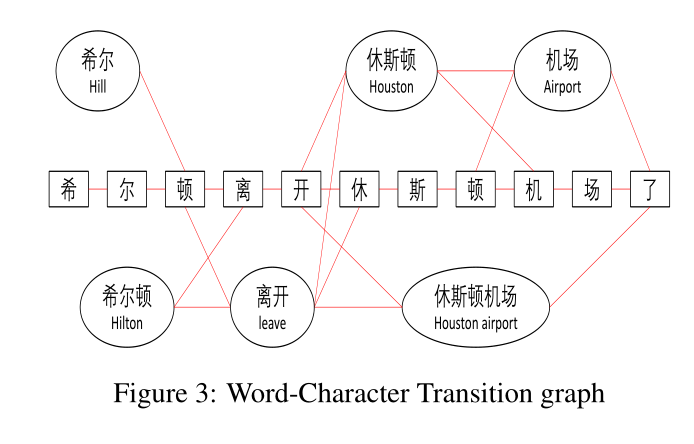 希尔
Hill
休斯顿
Houston
机场
Airport
希 尔 顿 离 开 休 斯 顿 机 场 了
希尔顿
Hilton
离开
leave
休斯顿机场
Houston airport
Figure 3: Word-Character Transition graph